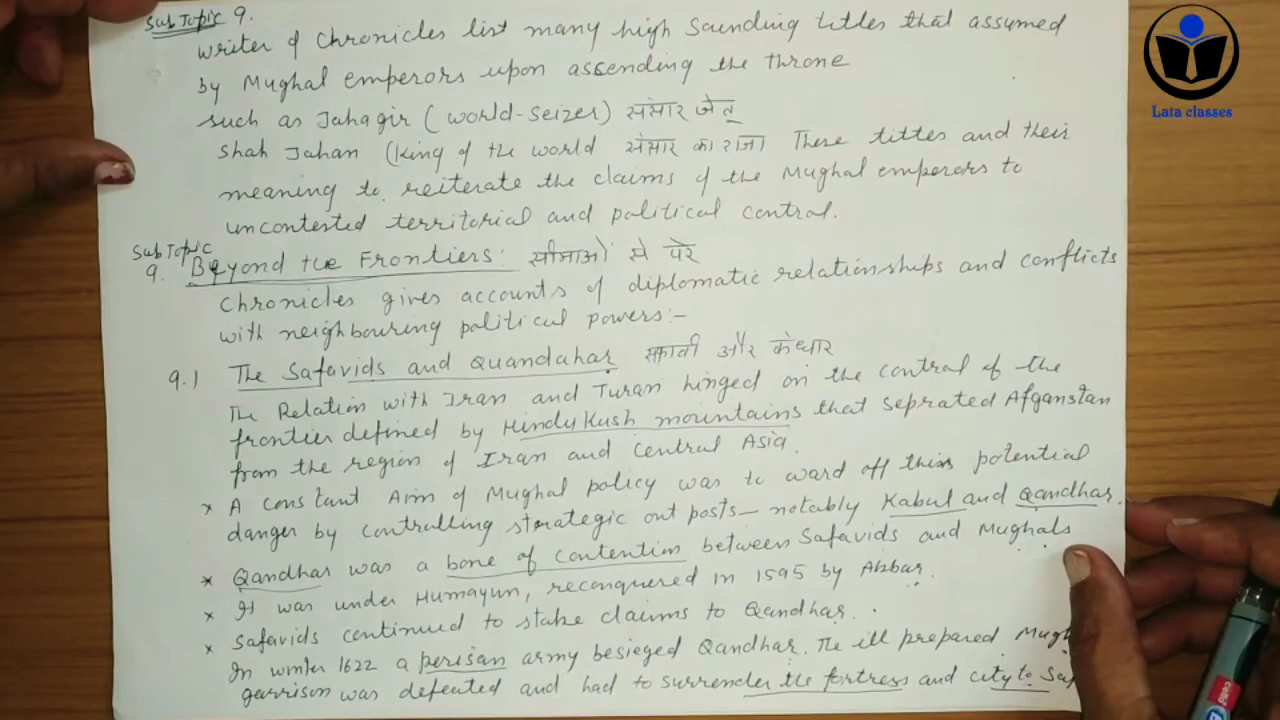 Sub Topic 9.
writer of chronicles list many high sounding titles that assumed
by Mughal emperors upon assending the throne
such as Jahagir (world-seizer) संसार जेतू
Shah Jahan (King of the world संसार का राजा These tittes and their
meaning to reiterate the claims of the Mughal emperors to
uncontested territorial and political control.
Sub Topic
9. Beyond the Frontiers: सीमाओं से परे
Chronicles gives accounts of diplomatic relationships and conflicts
with neighbouring political powers:-
9.1 The Safavids and Quandahar सफावी और कंधार
The Relation with Iran and Turan hinged on the control of the
frontier defined by Hindukush mountains that seprated Afganstan
from the region of Iran and central Asia.
* A constant Aim of Mughal policy was to ward off this potential
danger by controlling strategic out posts- notably Kabul and Qandhar.
* Qandhar was a bone of contention between Safavids and Mughals
* It was under Humayun, reconquered in 1595 by Akbar.
* Safavids continued to stake claims to Qandhar.
In winter 1622 a perisan army besieged Qandhar. The ill prepared Mugh
garrison was defeated and had to surrender the fortress and city to Saf
Lata classes